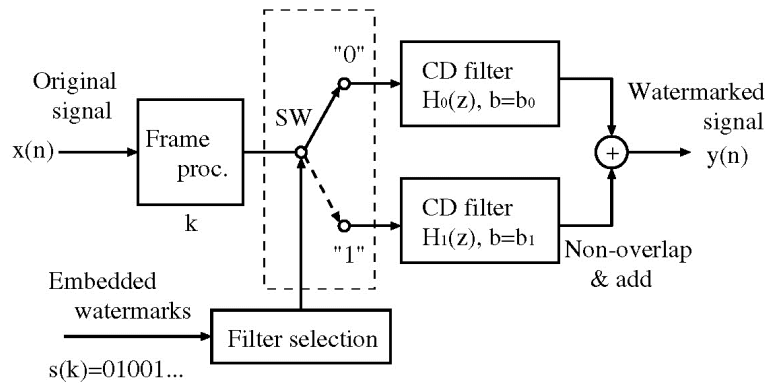 Original
signal
x(n)
Frame
proc.
k
SW
"0"
"1"
CD filter
H₀(z), b=b₀
CD filter
H₁(z), b=b₁
+
Watermarked
signal
y(n)
Non-overlap
& add
Embedded
watermarks
s(k)=01001...
Filter selection